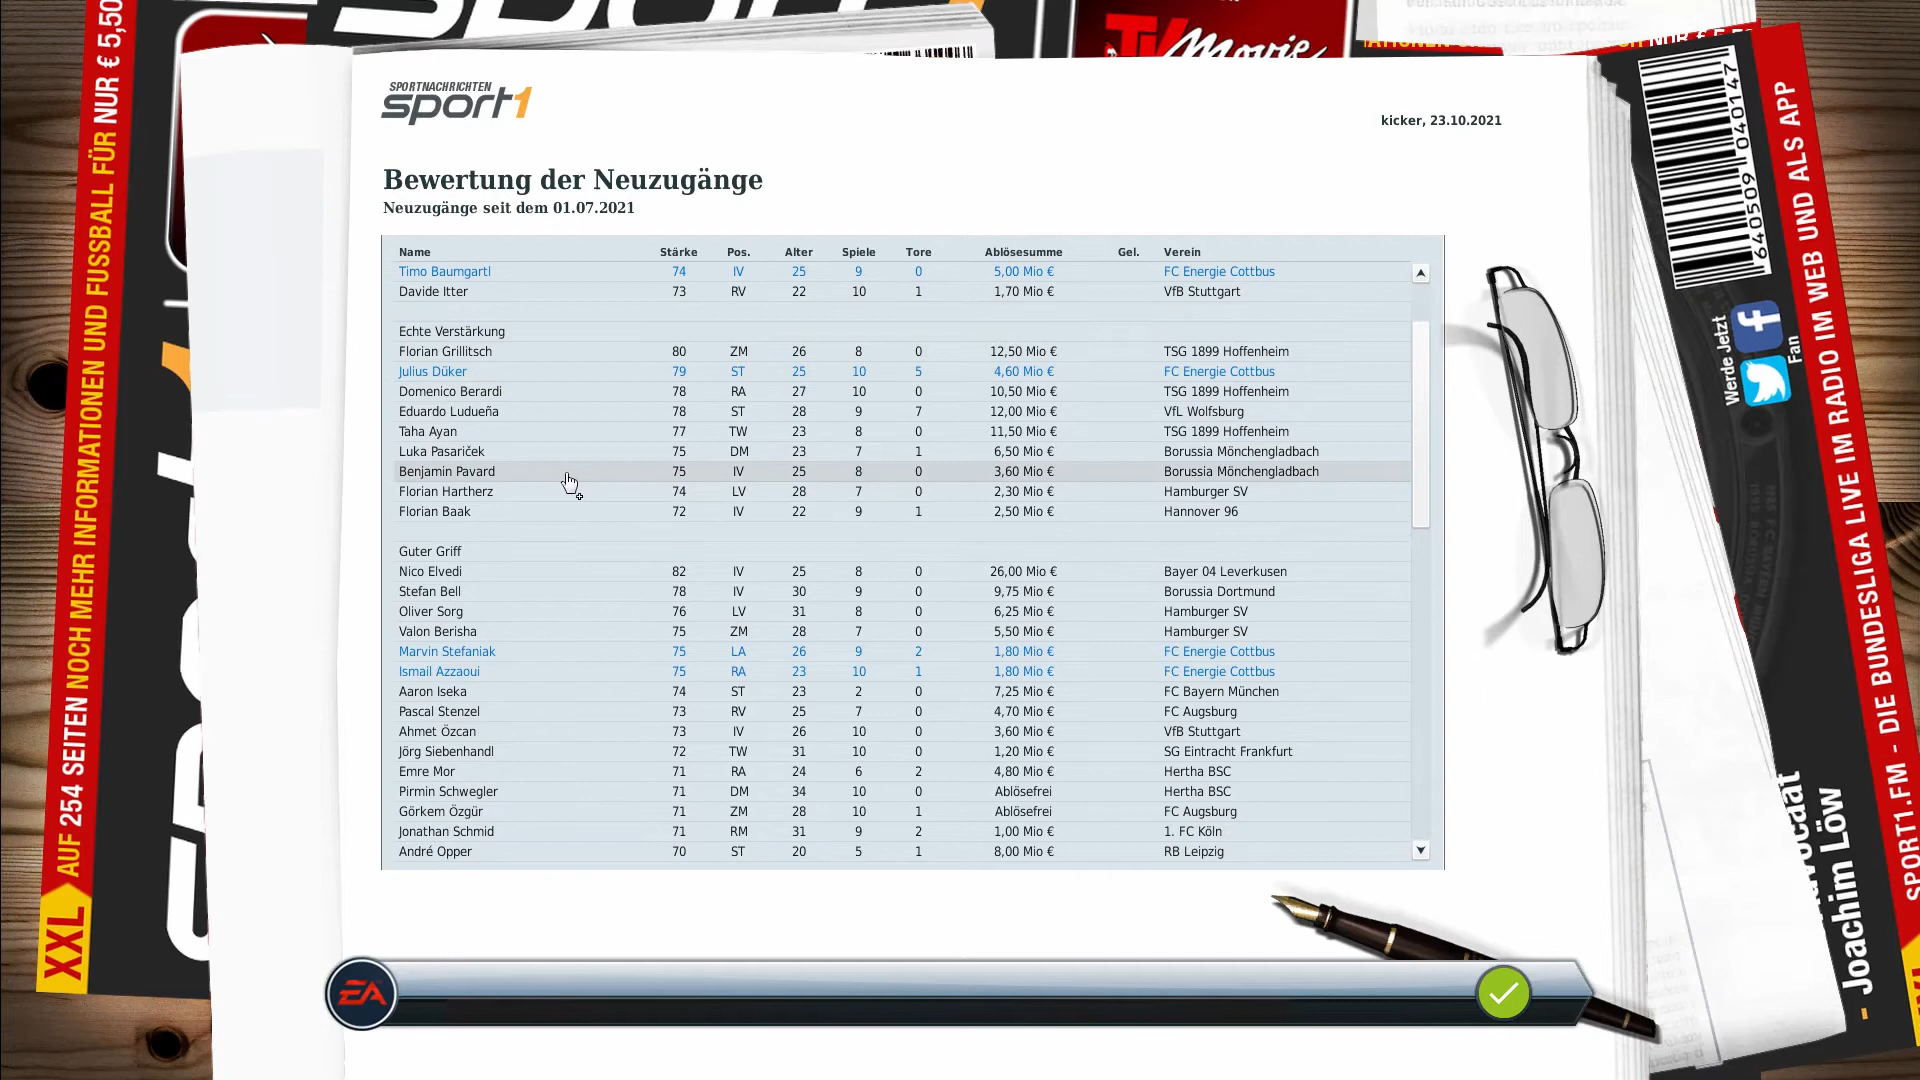 SPORTNACHRICHTEN
sport1
kicker, 23.10.2021
Bewertung der Neuzugänge
Neuzugänge seit dem 01.07.2021
Name Stärke Pos. Alter Spiele Tore Ablösesumme Gel. Verein
Timo Baumgartl 74 IV 25 9 0 5,00 Mio € FC Energie Cottbus
Davide Itter 73 RV 22 10 1 1,70 Mio € VfB Stuttgart
Echte Verstärkung
Florian Grillitsch 80 ZM 26 8 0 12,50 Mio € TSG 1899 Hoffenheim
Julius Düker 79 ST 25 10 5 4,60 Mio € FC Energie Cottbus
Domenico Berardi 78 RA 27 10 0 10,50 Mio € TSG 1899 Hoffenheim
Eduardo Ludueña 78 ST 28 9 7 12,00 Mio € VfL Wolfsburg
Taha Ayan 77 TW 23 8 0 11,50 Mio € TSG 1899 Hoffenheim
Luka Pasariček 75 DM 23 7 1 6,50 Mio € Borussia Mönchengladbach
Benjamin Pavard 75 IV 25 8 0 3,60 Mio € Borussia Mönchengladbach
Florian Hartherz 74 LV 28 7 0 2,30 Mio € Hamburger SV
Florian Baak 72 IV 22 9 1 2,50 Mio € Hannover 96
Guter Griff
Nico Elvedi 82 IV 25 8 0 26,00 Mio € Bayer 04 Leverkusen
Stefan Bell 78 IV 30 9 0 9,75 Mio € Borussia Dortmund
Oliver Sorg 76 LV 31 8 0 6,25 Mio € Hamburger SV
Valon Berisha 75 ZM 28 7 0 5,50 Mio € Hamburger SV
Marvin Stefaniak 75 LA 26 9 2 1,80 Mio € FC Energie Cottbus
Ismail Azzaoui 75 RA 23 10 1 1,80 Mio € FC Energie Cottbus
Aaron Iseka 74 ST 23 2 0 7,25 Mio € FC Bayern München
Pascal Stenzel 73 RV 25 7 0 4,70 Mio € FC Augsburg
Ahmet Özcan 73 IV 26 10 0 3,60 Mio € VfB Stuttgart
Jörg Siebenhandl 72 TW 31 10 0 1,20 Mio € SG Eintracht Frankfurt
Emre Mor 71 RA 24 6 2 4,80 Mio € Hertha BSC
Pirmin Schwegler 71 DM 34 10 0 Ablösefrei Hertha BSC
Görkem Özgür 71 ZM 28 10 1 Ablösefrei FC Augsburg
Jonathan Schmid 71 RM 31 9 2 1,00 Mio € 1. FC Köln
André Opper 70 ST 20 5 1 8,00 Mio € RB Leipzig
EA
XXL AUF 254 SEITEN NOCH MEHR INFORMATIONEN UND FUSSBALL FÜR NUR € 5,50
TV Movie
640509 040147
Werde Jetzt
Fan
SPORT1.FM - DIE BUNDESLIGA LIVE IM RADIO IM WEB UND ALS APP
- Joachim Löw